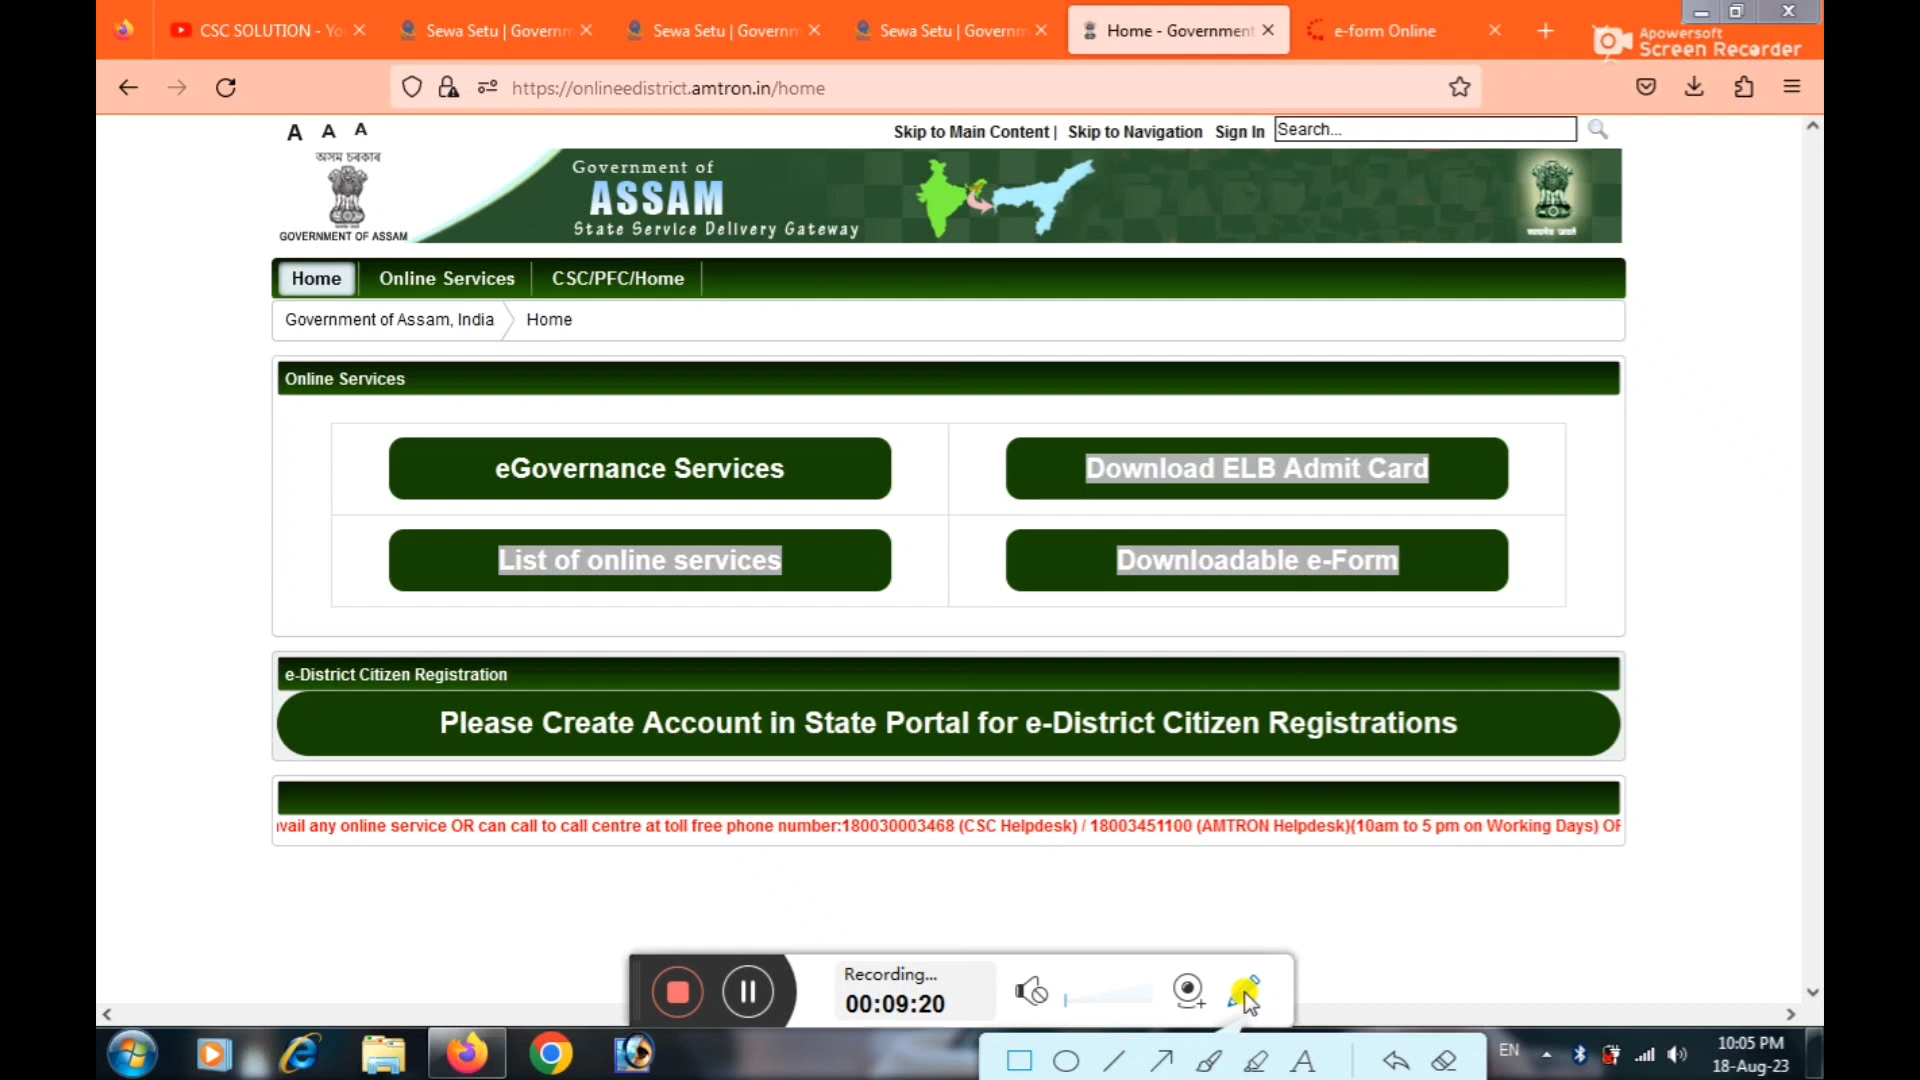 CSC SOLUTION - Yo
Sewa Setu | Governm
Sewa Setu | Governm
Sewa Setu | Governm
Home - Government
e-form Online
Apowersoft
Screen Recorder
https://onlineedistrict.amtron.in/home
A A A
Skip to Main Content |
Skip to Navigation
Sign In
Search...
অসম চৰকাৰ
GOVERNMENT OF ASSAM
Government of
ASSAM
State Service Delivery Gateway
सत्यमेव जयते
Home
Online Services
CSC/PFC/Home
Government of Assam, India
Home
Online Services
eGovernance Services
Download ELB Admit Card
List of online services
Downloadable e-Form
e-District Citizen Registration
Please Create Account in State Portal for e-District Citizen Registrations
vail any online service OR can call to call centre at toll free phone number:180030003468 (CSC Helpdesk) / 18003451100 (AMTRON Helpdesk)(10am to 5 pm on Working Days) OF
Recording...
00:09:20
A
EN
10:05 PM
18-Aug-23